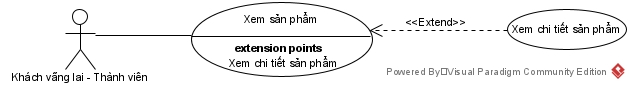 Xem sản phẩm
extension points
Xem chi tiết sản phẩm
<<Extend>>
Xem chi tiết sản phẩm
Khách vãng lai - Thành viên
Powered By□Visual Paradigm Community Edition